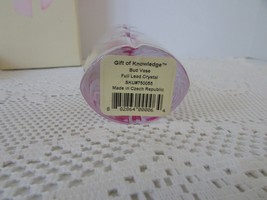 Gift of Knowledge™
Bud Vase
Full Lead Crystal
Made in Czech Republic